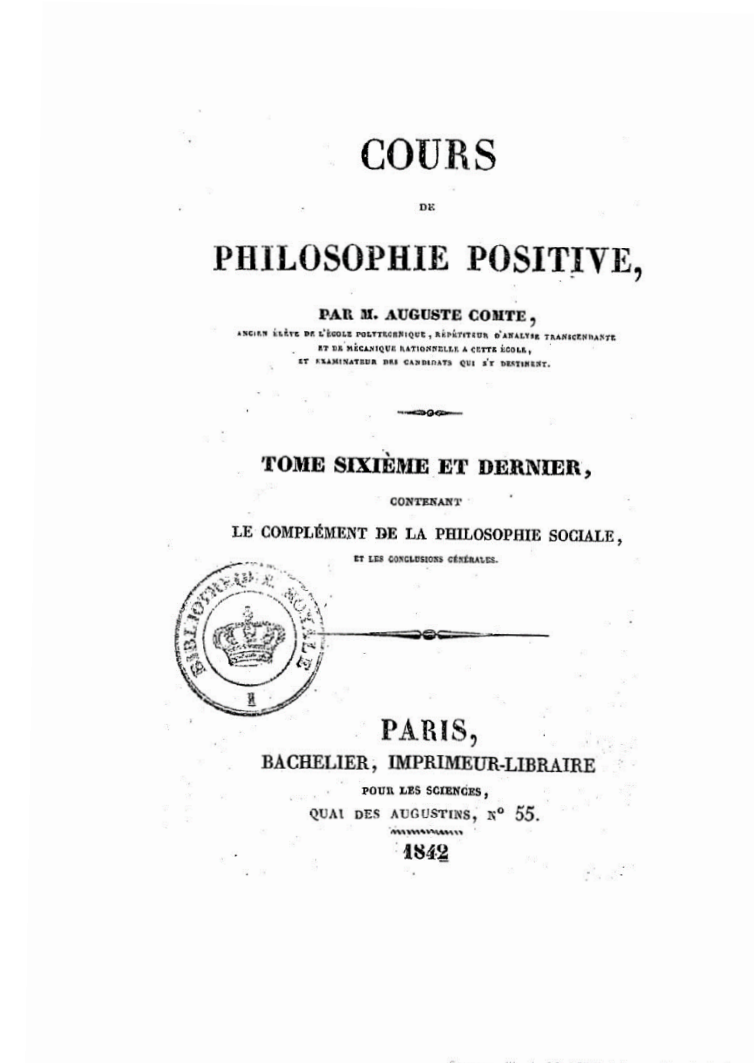 COURS
DE
PHILOSOPHIE POSITIVE,
PAR M. AUGUSTE COMTE,
ANCIEN ÉLÈVE DE L'ÉCOLE POLYTECHNIQUE, RÉPÉTITEUR D'ANALYSE TRANSCENDANTE
ET DE MÉCANIQUE RATIONNELLE A CETTE ÉCOLE,
ET EXAMINATEUR DES CANDIDATS QUI S'Y DESTINENT.
TOME SIXIÈME ET DERNIER,
CONTENANT
LE COMPLÉMENT DE LA PHILOSOPHIE SOCIALE,
ET LES CONCLUSIONS GÉNÉRALES.
BIBLIOTHEQUE ROYALE
I
PARIS,
BACHELIER, IMPRIMEUR-LIBRAIRE
POUR LES SCIENCES,
QUAI DES AUGUSTINS, Nº 55.
1842